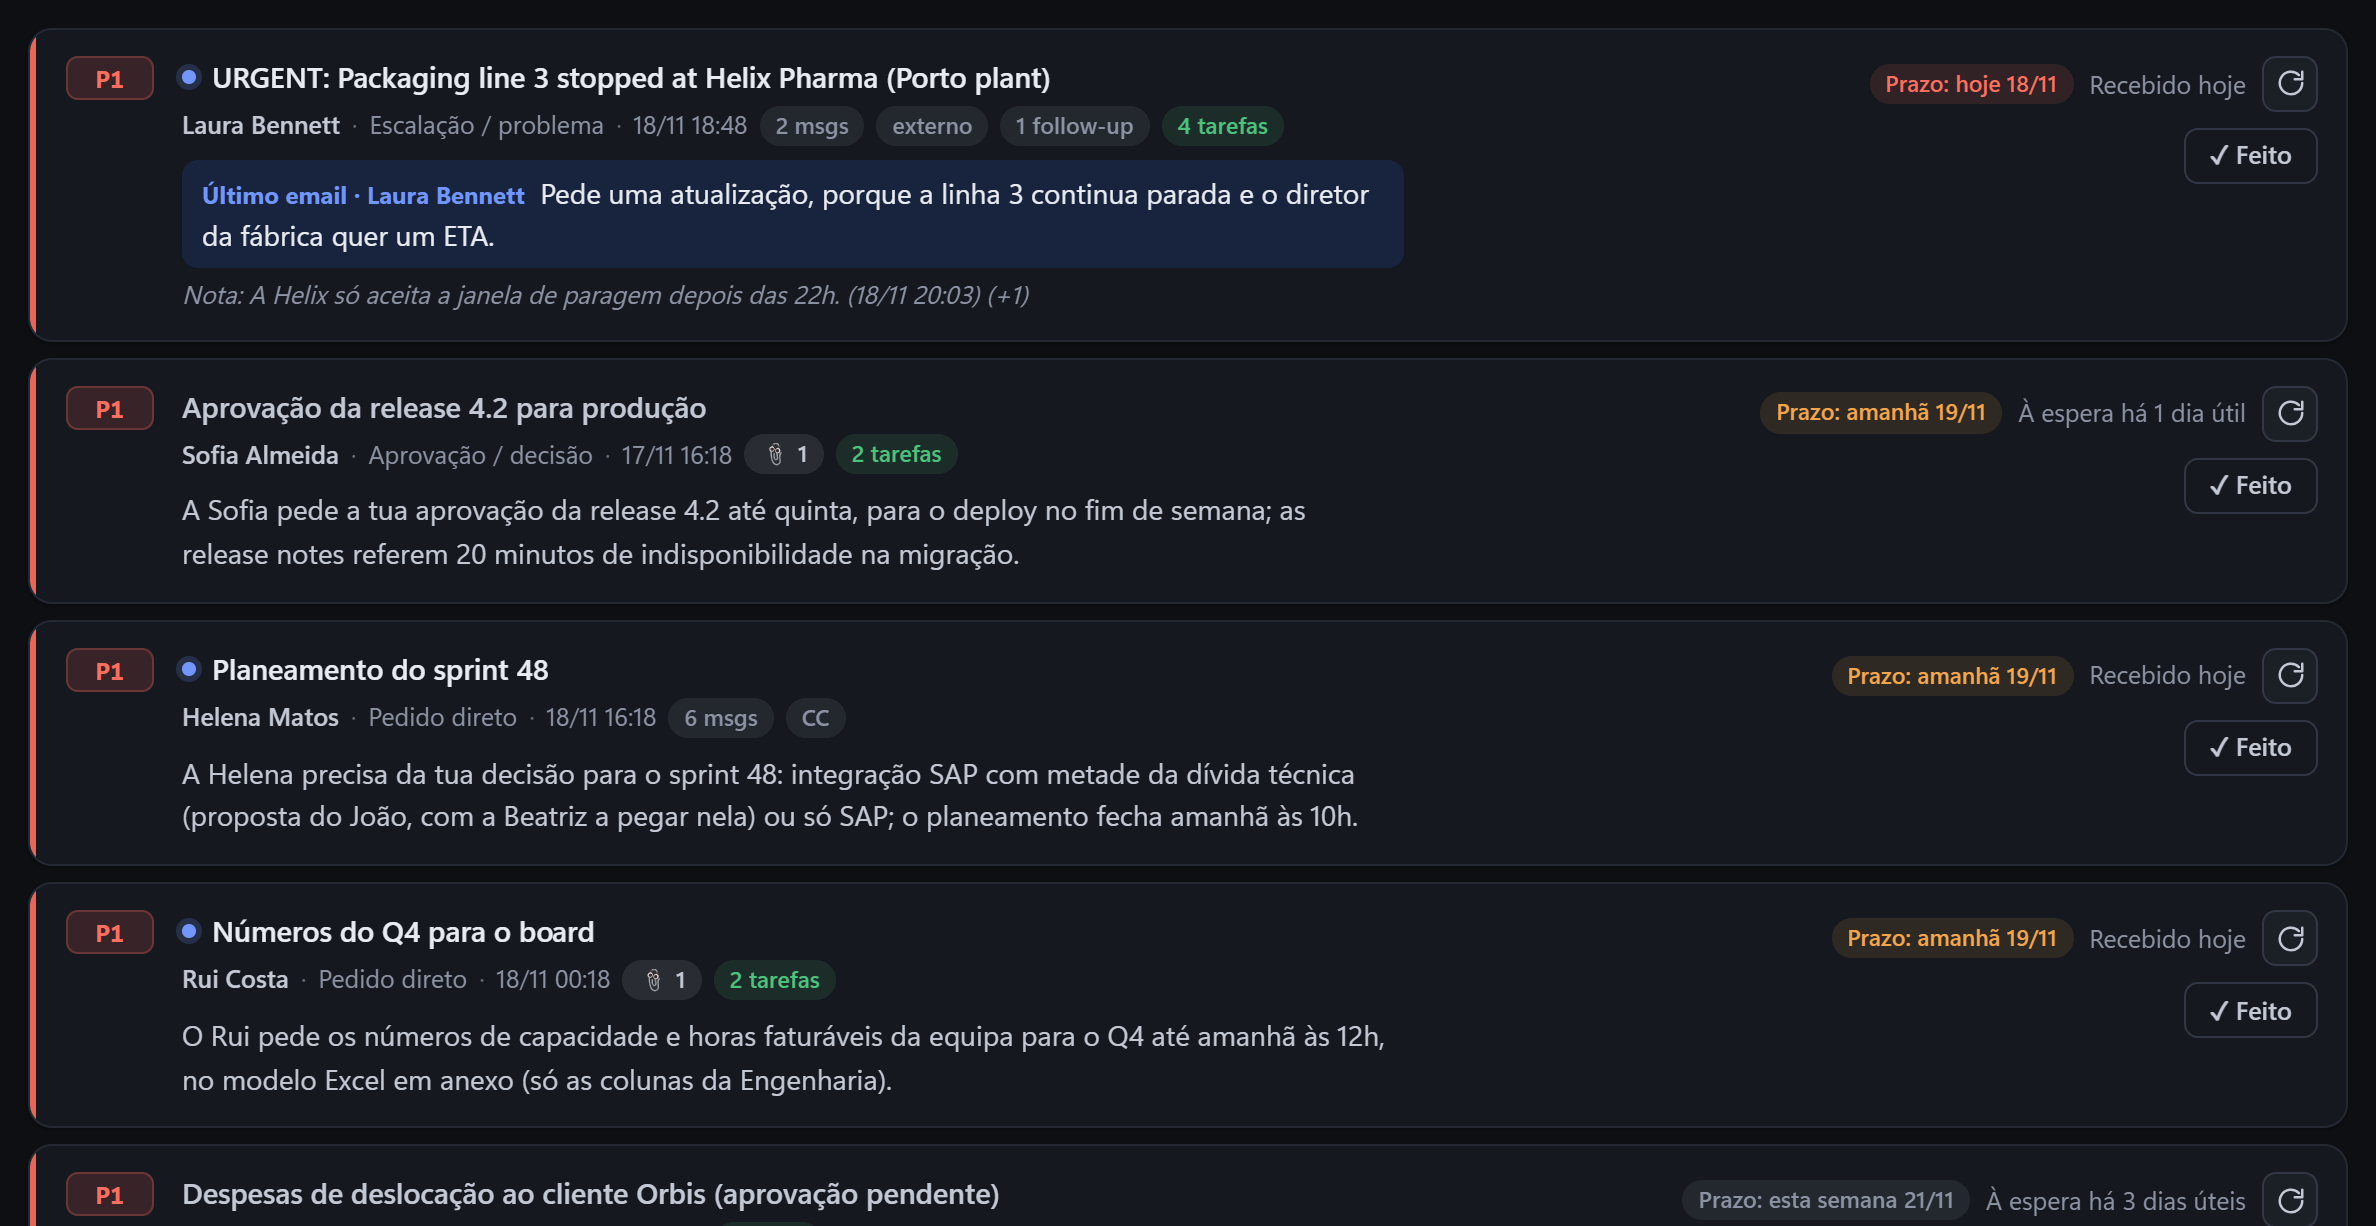 P1 URGENT: Packaging line 3 stopped at Helix Pharma (Porto plant) Prazo: hoje 18/11 Recebido hoje
Laura Bennett · Escalação / problema · 18/11 18:48 2 msgs externo 1 follow-up 4 tarefas
✓ Feito
Último email · Laura Bennett Pede uma atualização, porque a linha 3 continua parada e o diretor
da fábrica quer um ETA.
Nota: A Helix só aceita a janela de paragem depois das 22h. (18/11 20:03) (+1)
P1 Aprovação da release 4.2 para produção Prazo: amanhã 19/11 À espera há 1 dia útil
Sofia Almeida · Aprovação / decisão · 17/11 16:18 1 2 tarefas
✓ Feito
A Sofia pede a tua aprovação da release 4.2 até quinta, para o deploy no fim de semana; as
release notes referem 20 minutos de indisponibilidade na migração.
P1 Planeamento do sprint 48 Prazo: amanhã 19/11 Recebido hoje
Helena Matos · Pedido direto · 18/11 16:18 6 msgs CC
✓ Feito
A Helena precisa da tua decisão para o sprint 48: integração SAP com metade da dívida técnica
(proposta do João, com a Beatriz a pegar nela) ou só SAP; o planeamento fecha amanhã às 10h.
P1 Números do Q4 para o board Prazo: amanhã 19/11 Recebido hoje
Rui Costa · Pedido direto · 18/11 00:18 1 2 tarefas
✓ Feito
O Rui pede os números de capacidade e horas faturáveis da equipa para o Q4 até amanhã às 12h,
no modelo Excel em anexo (só as colunas da Engenharia).
P1 Despesas de deslocação ao cliente Orbis (aprovação pendente) Prazo: esta semana 21/11 À espera há 3 dias úteis